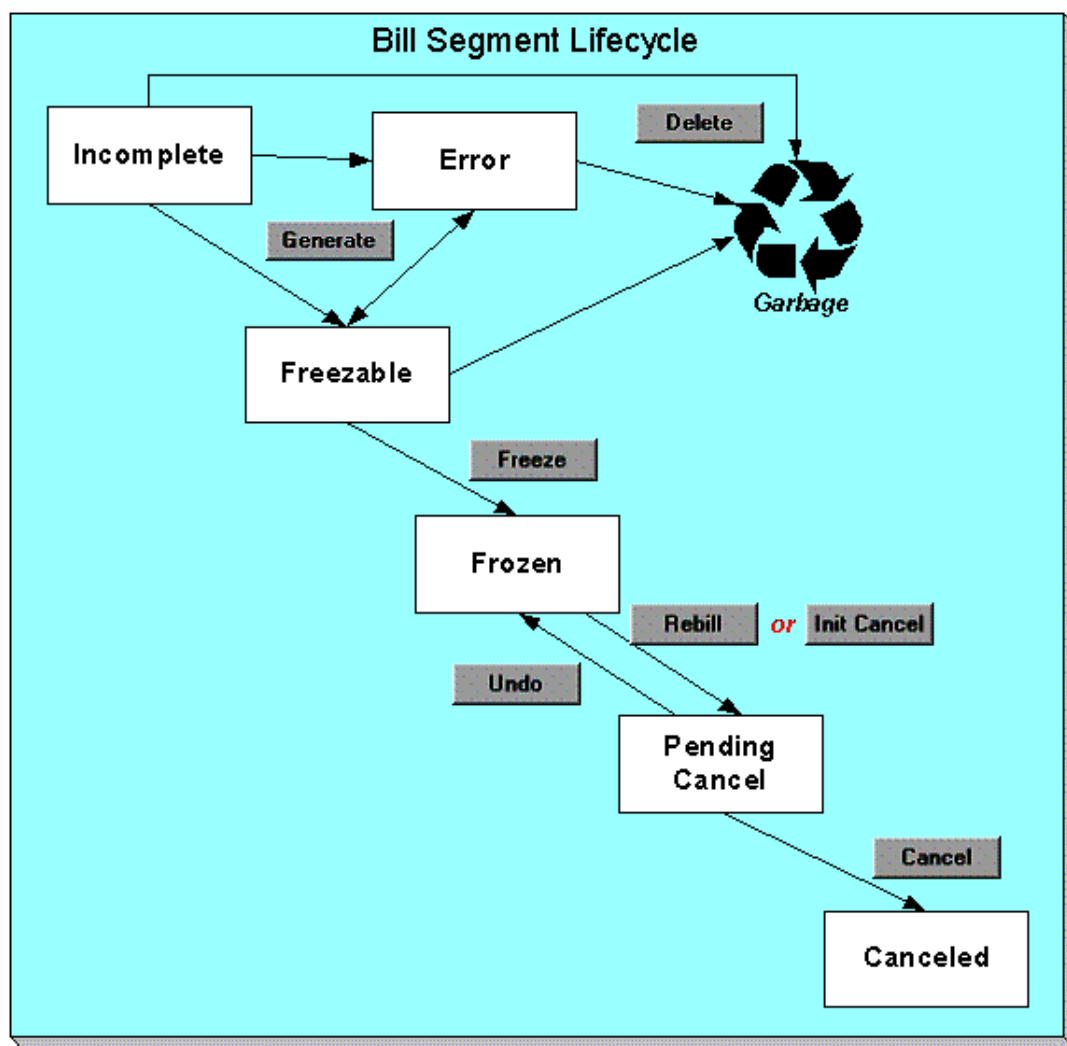 Bill Segment Lifecycle
Delete
Incomplete
Error
Generate
Garbage
Freezable
Freeze
Frozen
Rebill or Init Cancel
Undo
Pending
Cancel
Cancel
Canceled